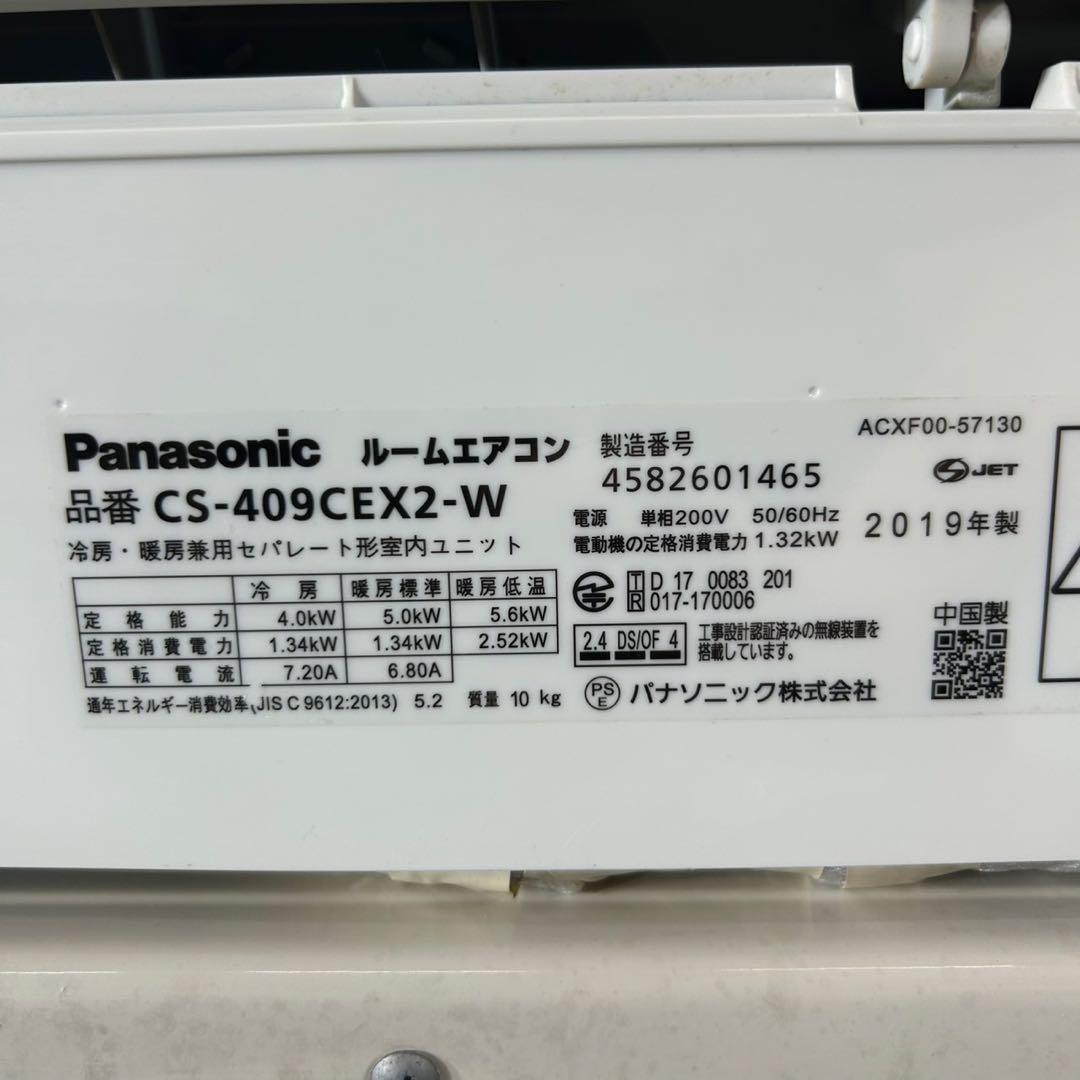 Panasonic ルームエアコン
品番 CS-409CEX2-W
冷房・暖房兼用セパレート形室内ユニット
冷房 暖房標準 暖房低温
定格能力 4.0kW 5.0kW 5.6kW
定格消費電力 1.34kW 1.34kW 2.52kW
運転電流 7.20A 6.80A
通年エネルギー消費効率(JIS C 9612:2013) 5.2 質量 10 kg
製造番号
4582601465
電源 単相200V 50/60Hz
電動機の定格消費電力 1.32kW
T D 17 0083 201
R 017-170006
2.4 DS/OF 4
工事設計認証済みの無線装置を
搭載しています。
PS
E
パナソニック株式会社
ACXF00-57130
S JET
2019年製
中国製